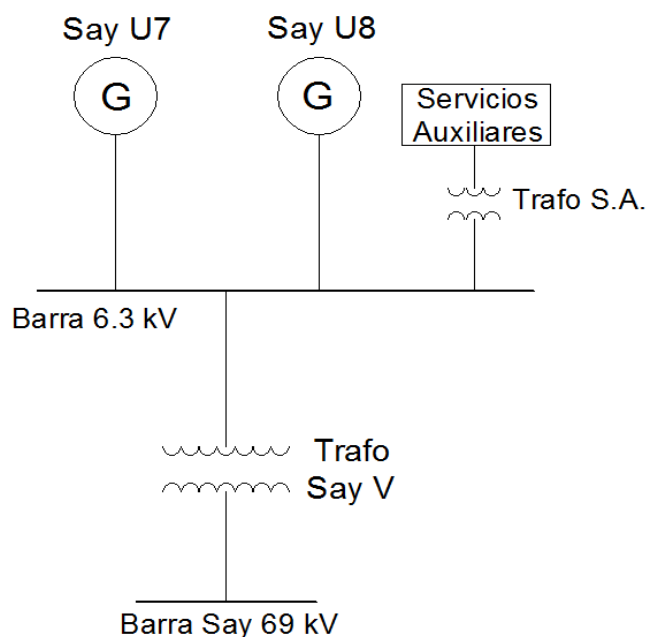 Say U7
Say U8
G
G
Servicios
Auxiliares
Trafo S.A.
Barra 6.3 kV
Trafo
Say V
Barra Say 69 kV